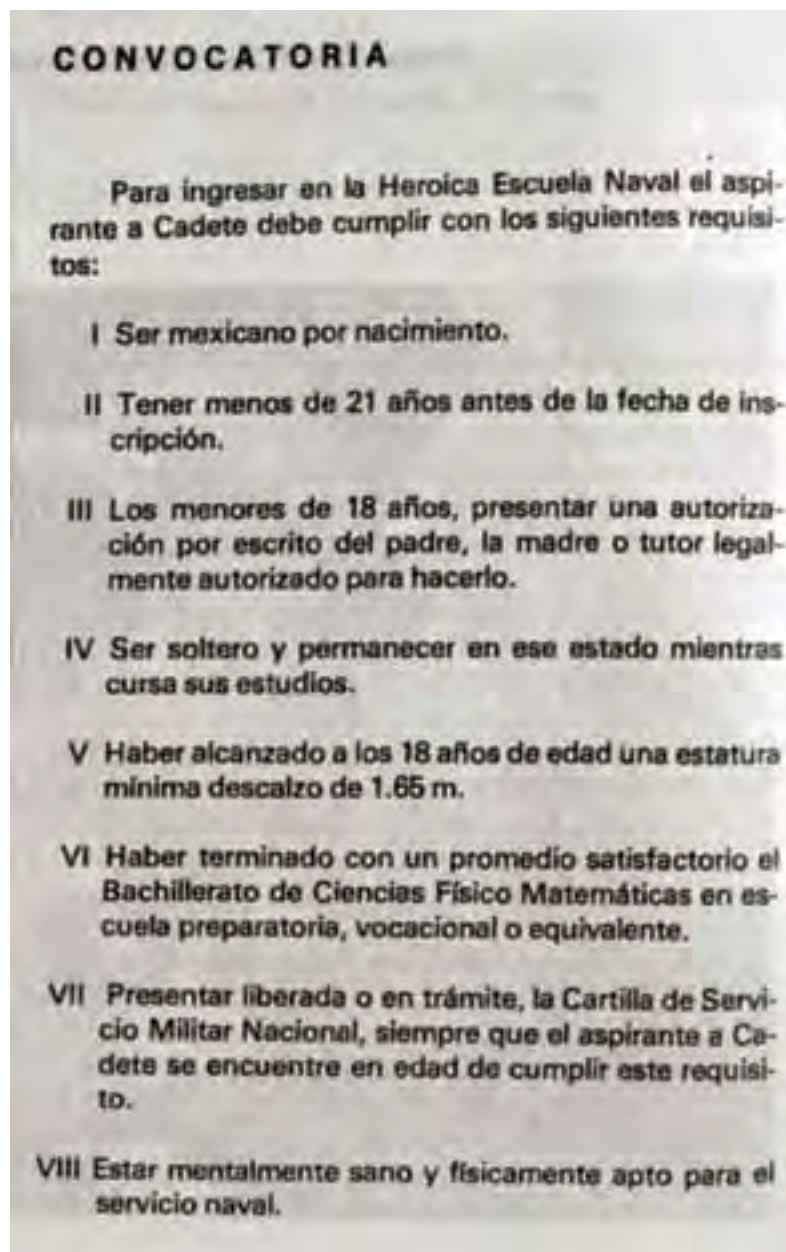 CONVOCATORIA
Para ingresar en la Heroica Escuela Naval el aspi-
rante a Cadete debe cumplir con los siguientes requisi-
tos:
I Ser mexicano por nacimiento.
II Tener menos de 21 años antes de la fecha de ins-
cripción.
III Los menores de 18 años, presentar una autoriza-
ción por escrito del padre, la madre o tutor legal-
mente autorizado para hacerlo.
IV Ser soltero y permanecer en ese estado mientras
cursa sus estudios.
V Haber alcanzado a los 18 años de edad una estatura
mínima descalzo de 1.65 m.
VI Haber terminado con un promedio satisfactorio el
Bachillerato de Ciencias Físico Matemáticas en es-
cuela preparatoria, vocacional o equivalente.
VII Presentar liberada o en trámite, la Cartilla de Servi-
cio Militar Nacional, siempre que el aspirante a Ca-
dete se encuentre en edad de cumplir este requisi-
to.
VIII Estar mentalmente sano y físicamente apto para el
servicio naval.